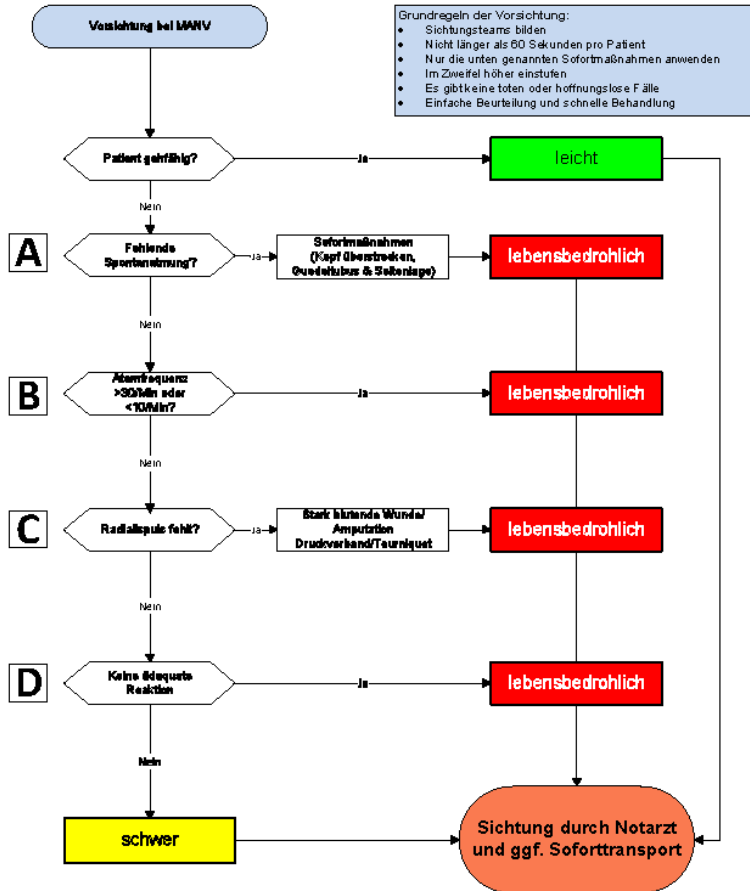 Vorsichtung bei MANV
Grundregeln der Vorsichtung:
• Sichtungsteams bilden
• Nicht länger als 60 Sekunden pro Patient
• Nur die unten genannten Sofortmaßnahmen anwenden
• Im Zweifel höher einstufen
• Es gibt keine toten oder hoffnungslose Fälle
• Einfache Beurteilung und schnelle Behandlung
Patient gehfähig?
Ja
leicht
Nein
A
Fehlende
Spontanatmung?
Ja
Sofortmaßnahmen
(Kopf überstrecken,
Guedeltubus & Seitenlage)
lebensbedrohlich
Nein
B
Atemfrequenz
>30/Min oder
<10/Min?
Ja
lebensbedrohlich
Nein
C
Radialispuls fehlt?
Ja
Stark blutende Wunde/
Amputation
Druckverband/Tourniquet
lebensbedrohlich
Nein
D
Keine adäquate
Reaktion
Ja
lebensbedrohlich
Nein
schwer
Sichtung durch Notarzt
und ggf. Soforttransport